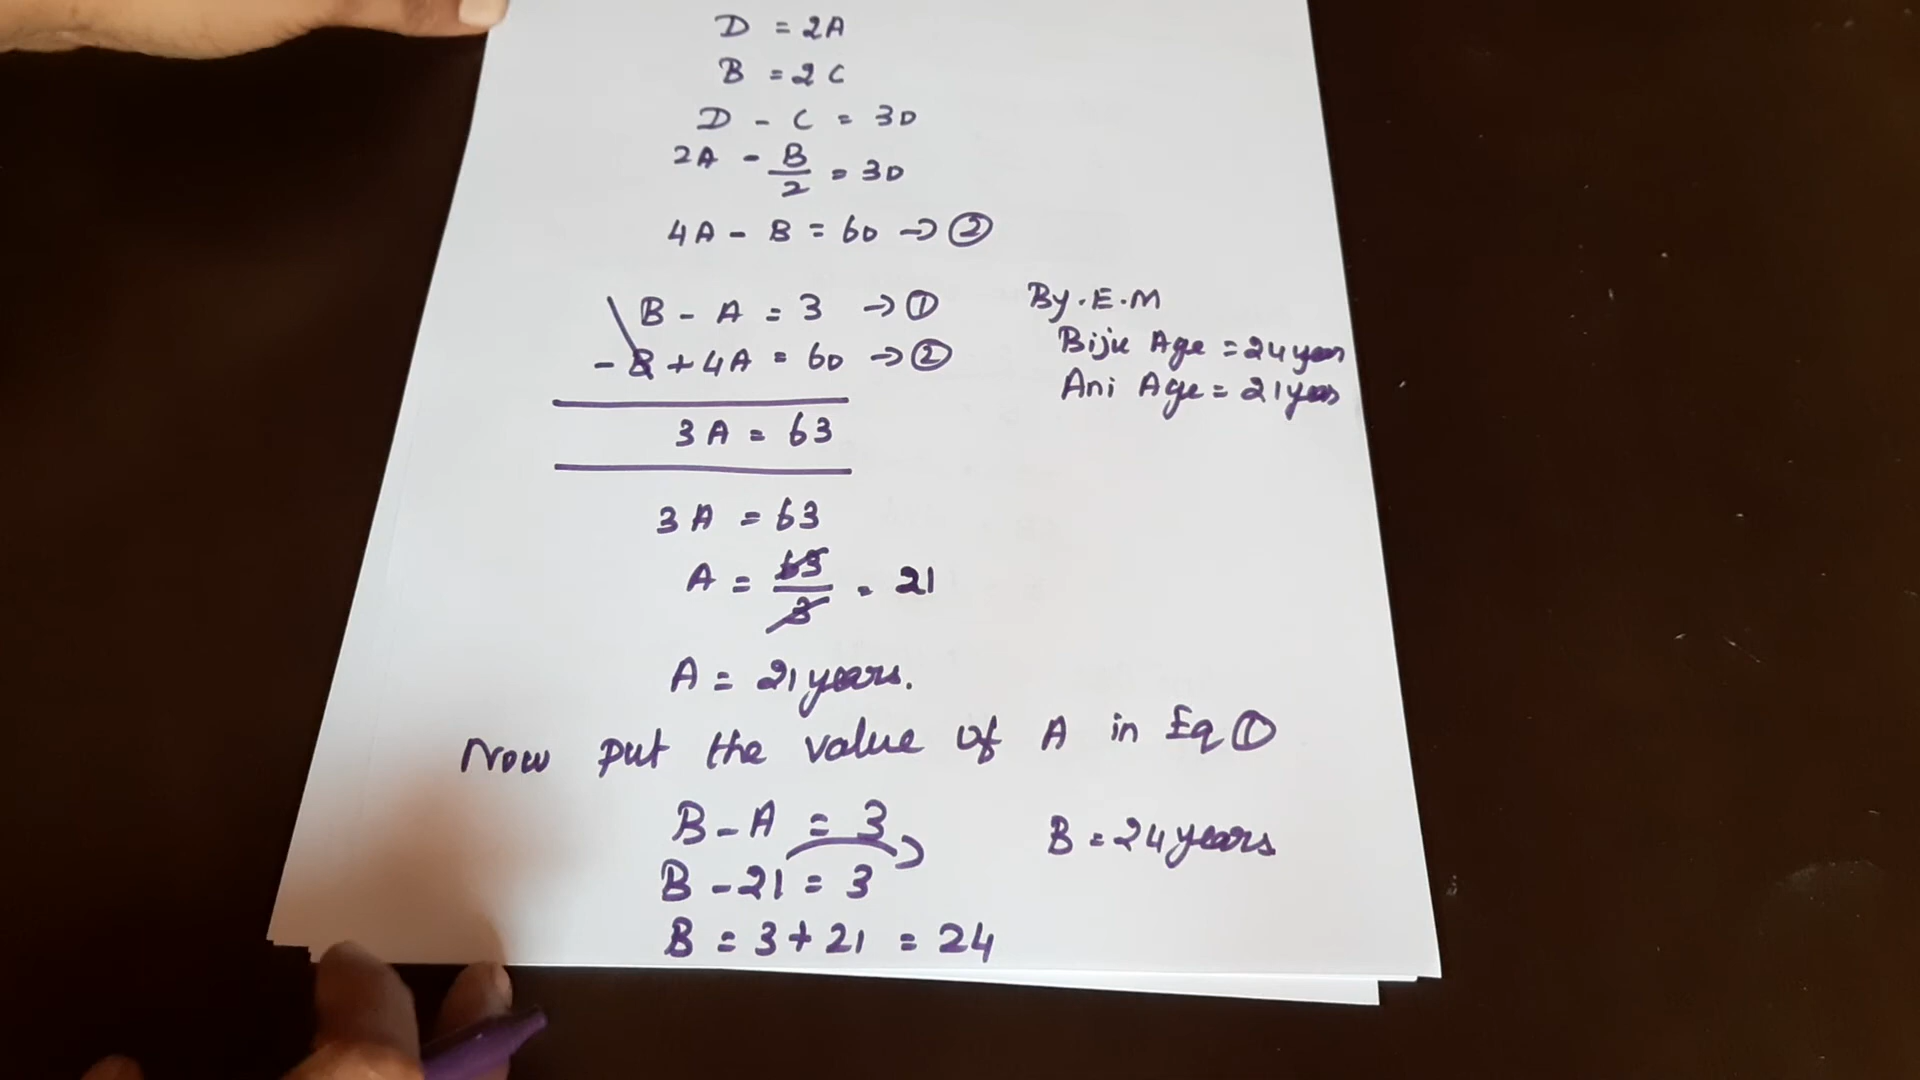 D = 2A
B = 2C
D - C = 30
2A - B/2 = 30
4A - B = 60 → ②
B - A = 3 → ①
- B + 4A = 60 → ②
3A = 63
3A = 63
A = 63/3 = 21
A = 21 years.
Now put the value of A in Eq ①
B - A = 3
B - 21 = 3
B = 3 + 21 = 24
By. E. M
Biju Age = 24 years
Ani Age = 21 years
B = 24 years